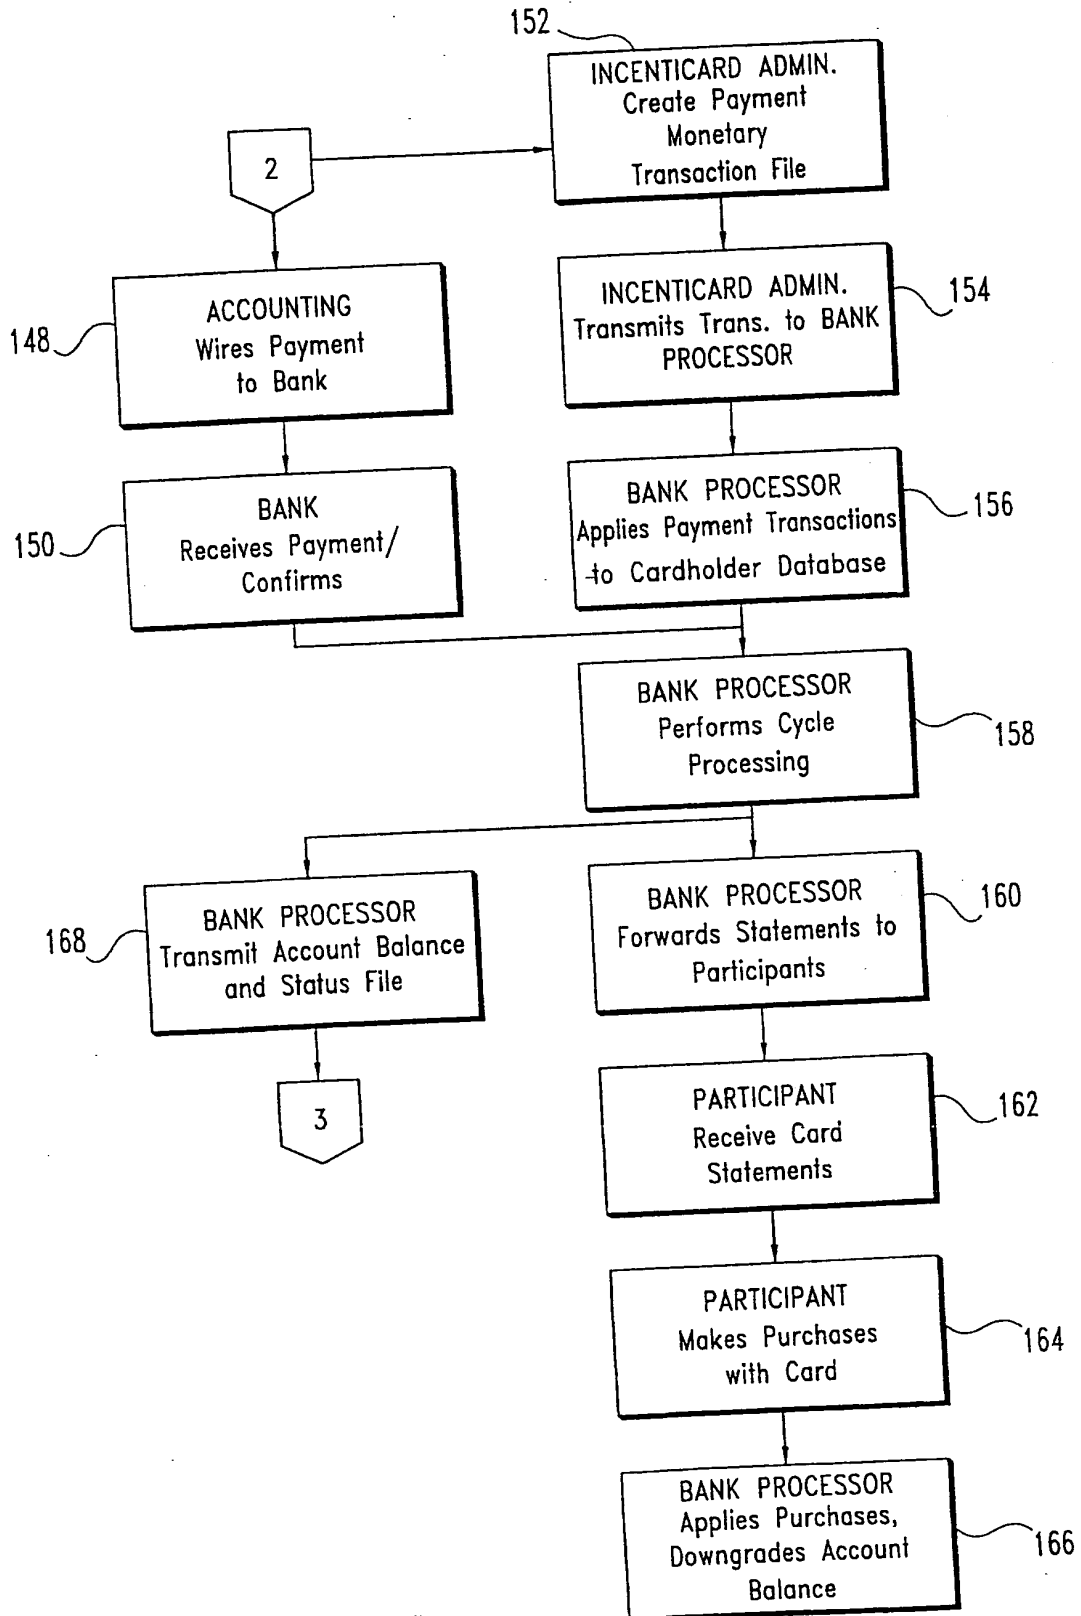 152
INCENTICARD ADMIN.
Create Payment
Monetary
Transaction File
2
148
ACCOUNTING
Wires Payment
to Bank
INCENTICARD ADMIN.
Transmits Trans. to BANK
PROCESSOR
154
150
BANK
Receives Payment/
Confirms
BANK PROCESSOR
Applies Payment Transactions
to Cardholder Database
156
BANK PROCESSOR
Performs Cycle
Processing
158
168
BANK PROCESSOR
Transmit Account Balance
and Status File
BANK PROCESSOR
Forwards Statements to
Participants
160
3
PARTICIPANT
Receive Card
Statements
162
PARTICIPANT
Makes Purchases
with Card
164
BANK PROCESSOR
Applies Purchases,
Downgrades Account
Balance
166